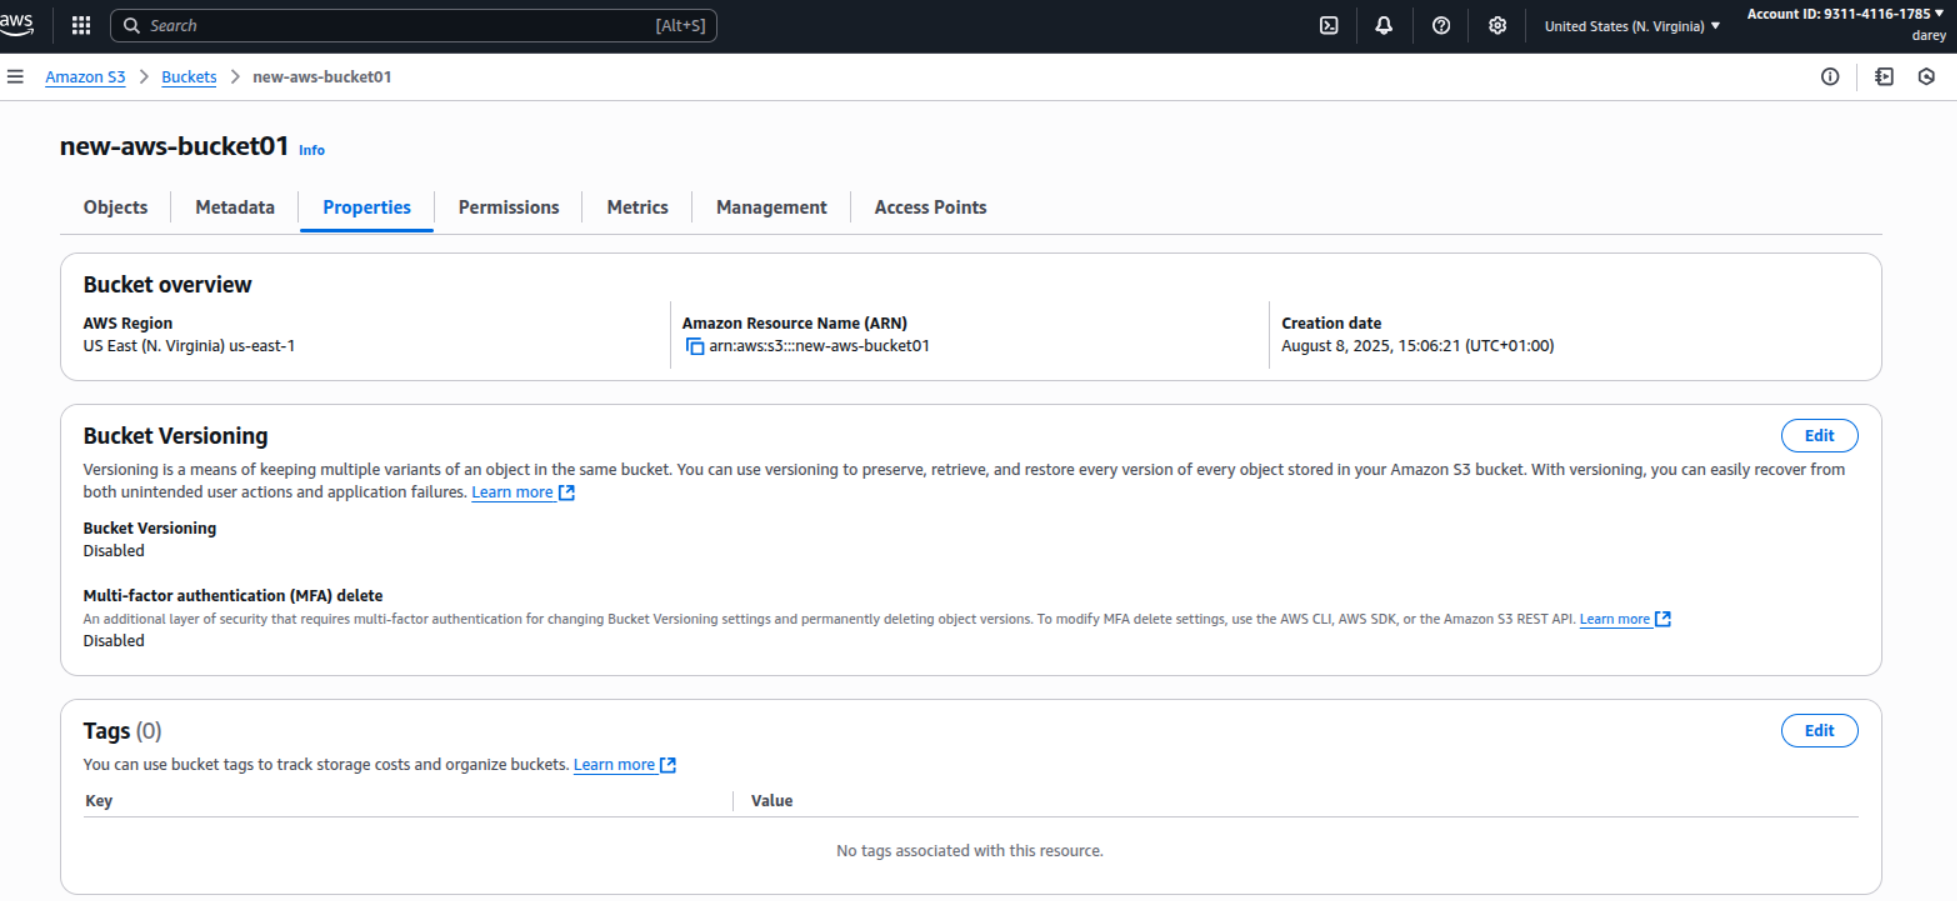 aws
Search [Alt+S]
United States (N. Virginia)
Account ID: 9311-4116-1785
darey
Amazon S3 > Buckets > new-aws-bucket01
new-aws-bucket01 Info
Objects Metadata Properties Permissions Metrics Management Access Points
Bucket overview
AWS Region
US East (N. Virginia) us-east-1
Amazon Resource Name (ARN)
arn:aws:s3:::new-aws-bucket01
Creation date
August 8, 2025, 15:06:21 (UTC+01:00)
Bucket Versioning
Edit
Versioning is a means of keeping multiple variants of an object in the same bucket. You can use versioning to preserve, retrieve, and restore every version of every object stored in your Amazon S3 bucket. With versioning, you can easily recover from
both unintended user actions and application failures. Learn more
Bucket Versioning
Disabled
Multi-factor authentication (MFA) delete
An additional layer of security that requires multi-factor authentication for changing Bucket Versioning settings and permanently deleting object versions. To modify MFA delete settings, use the AWS CLI, AWS SDK, or the Amazon S3 REST API. Learn more
Disabled
Tags (0)
Edit
You can use bucket tags to track storage costs and organize buckets. Learn more
Key Value
No tags associated with this resource.